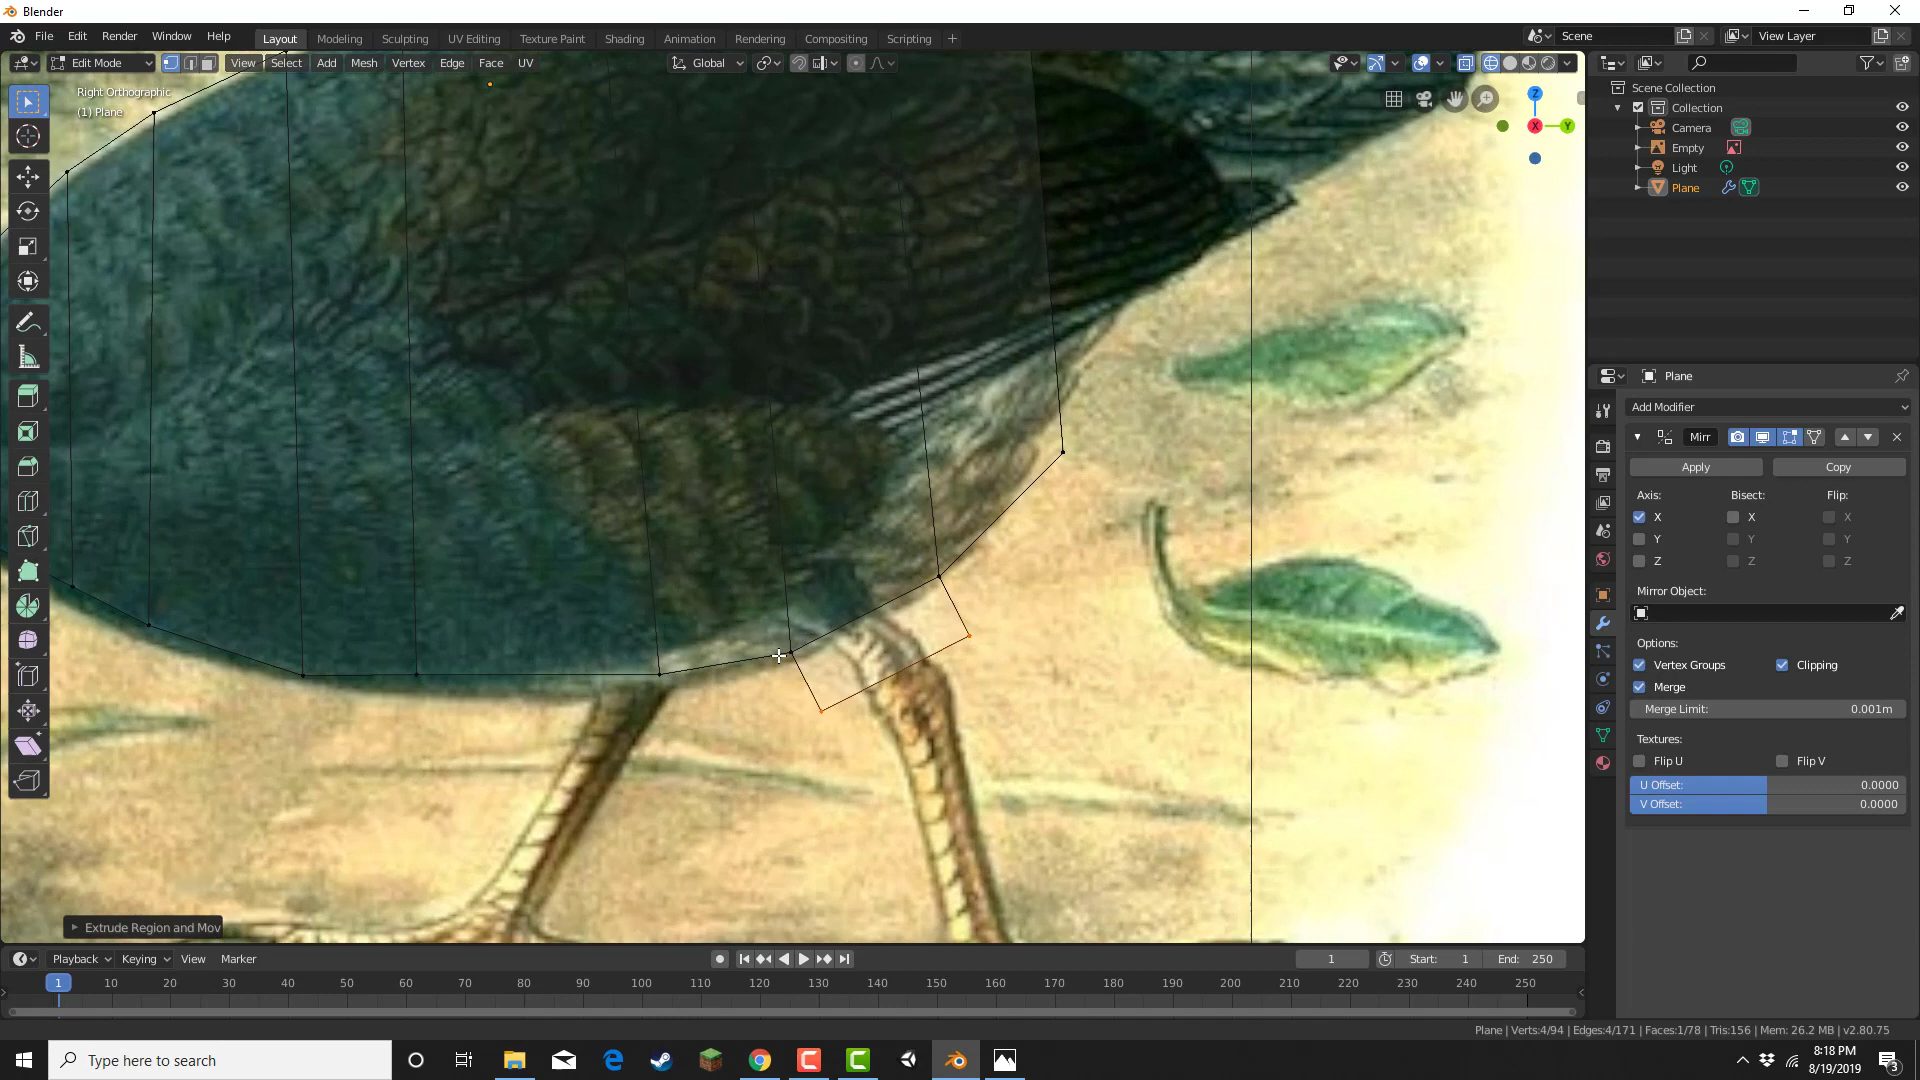 Blender
File Edit Render Window Help Layout Modeling Sculpting UV Editing Texture Paint Shading Animation Rendering Compositing Scripting Scene View Layer
Edit Mode View Select Add Mesh Vertex Edge Face UV Global
Right Orthographic
(1) Plane
X
Y
Z
Scene Collection
Collection
Camera
Empty
Light
Plane
Plane
Add Modifier
Mirr
Apply Copy
Axis: Bisect: Flip:
X X X
Y Y Y
Z Z Z
Mirror Object:
Options:
Vertex Groups Clipping
Merge
Merge Limit: 0.001m
Textures:
Flip U Flip V
U Offset: 0.0000
V Offset: 0.0000
Extrude Region and Mov
Playback Keying View Marker 1 Start: 1 End: 250
1 10 20 30 40 50 60 70 80 90 100 110 120 130 140 150 160 170 180 190 200 210 220 230 240 250
Plane | Verts:4/94 | Edges:4/171 | Faces:1/78 | Tris:156 | Mem: 26.2 MB | v2.80.75
Type here to search
8:18 PM
8/19/2019
3